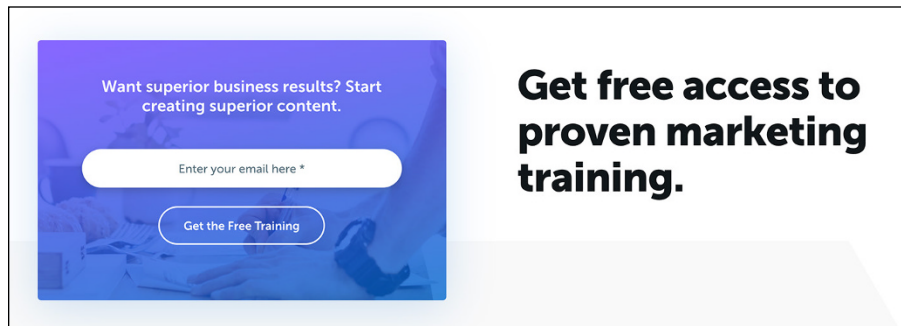 Want superior business results? Start
creating superior content.
Enter your email here *
Get the Free Training
Get free access to
proven marketing
training.